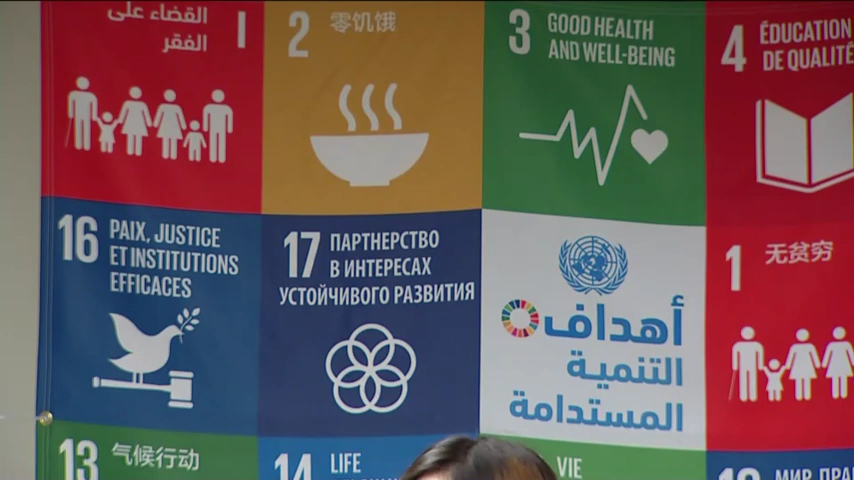 1
القضاء على
الفقر
2
零饥饿
3
GOOD HEALTH
AND WELL-BEING
4
ÉDUCATION
DE QUALITÉ
16
PAIX, JUSTICE
ET INSTITUTIONS
EFFICACES
17
ПАРТНЕРСТВО
В ИНТЕРЕСАХ
УСТОЙЧИВОГО РАЗВИТИЯ
أهداف
التنمية
المستدامة
1
无贫穷
13
气候行动
14
LIFE
VIE
МИР, ПРА